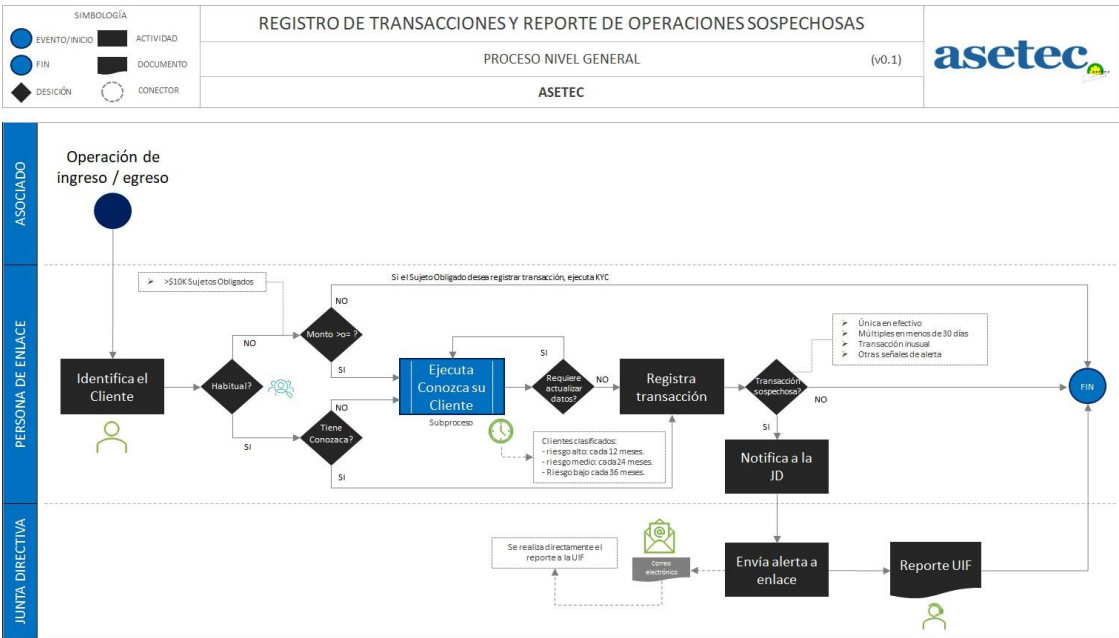 SIMBOLOGÍA
EVENTO/INICIO
ACTIVIDAD
FIN
DOCUMENTO
DESICIÓN
CONECTOR
REGISTRO DE TRANSACCIONES Y REPORTE DE OPERACIONES SOSPECHOSAS
PROCESO NIVEL GENERAL
(v0.1)
ASETEC
asetec
ASOCIADO
Operación de
ingreso / egreso
PERSONA DE ENLACE
>$10K Sujetos Obligados
Si el Sujeto Obligado desea registrar transacción, ejecuta KYC
NO
Monto >o= ?
SI
NO
Identifica el
Cliente
Habitual?
SI
NO
Tiene
Conozaca?
SI
Ejecuta
Conozca su
Cliente
Subproceso
SI
Requiere
actualizar
datos?
NO
Clientes clasificados:
- riesgo alto: cada 12 meses.
- riesgo medio: cada 24 meses.
- Riesgo bajo cada 36 meses.
Registra
transacción
Única en efectivo
Múltiples en menos de 30 días
Transacción inusual
Otras señales de alerta
Transacción
sospechosa?
NO
SI
FIN
Notifica a la
JD
JUNTA DIRECTIVA
Se realiza directamente el
reporte a la UIF
Correo
electrónico
Envía alerta a
enlace
Reporte UIF